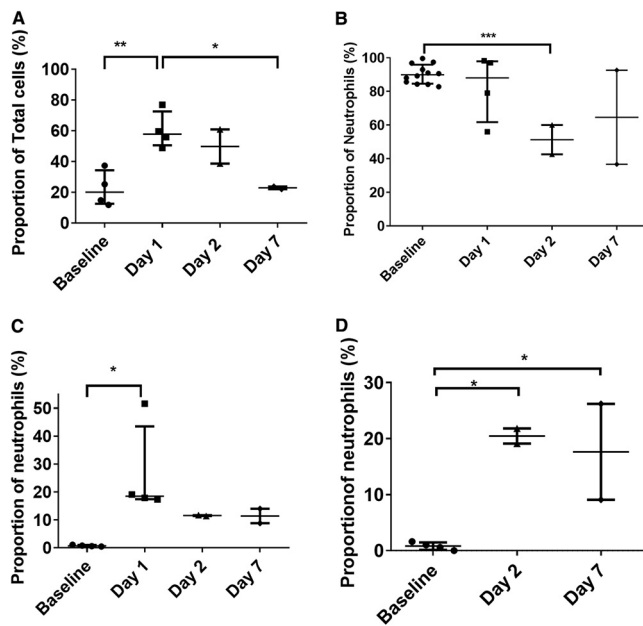 A
Proportion of Total cells (%)
100
80
60
40
20
0
**
*
Baseline
Day 1
Day 2
Day 7
B
Proportion of Neutrophils (%)
100
80
60
40
20
0
***
Baseline
Day 1
Day 2
Day 7
C
Proportion of neutrophils (%)
50
40
30
20
10
0
*
Baseline
Day 1
Day 2
Day 7
D
Proportionof neutrophils (%)
30
20
10
0
*
*
Baseline
Day 2
Day 7